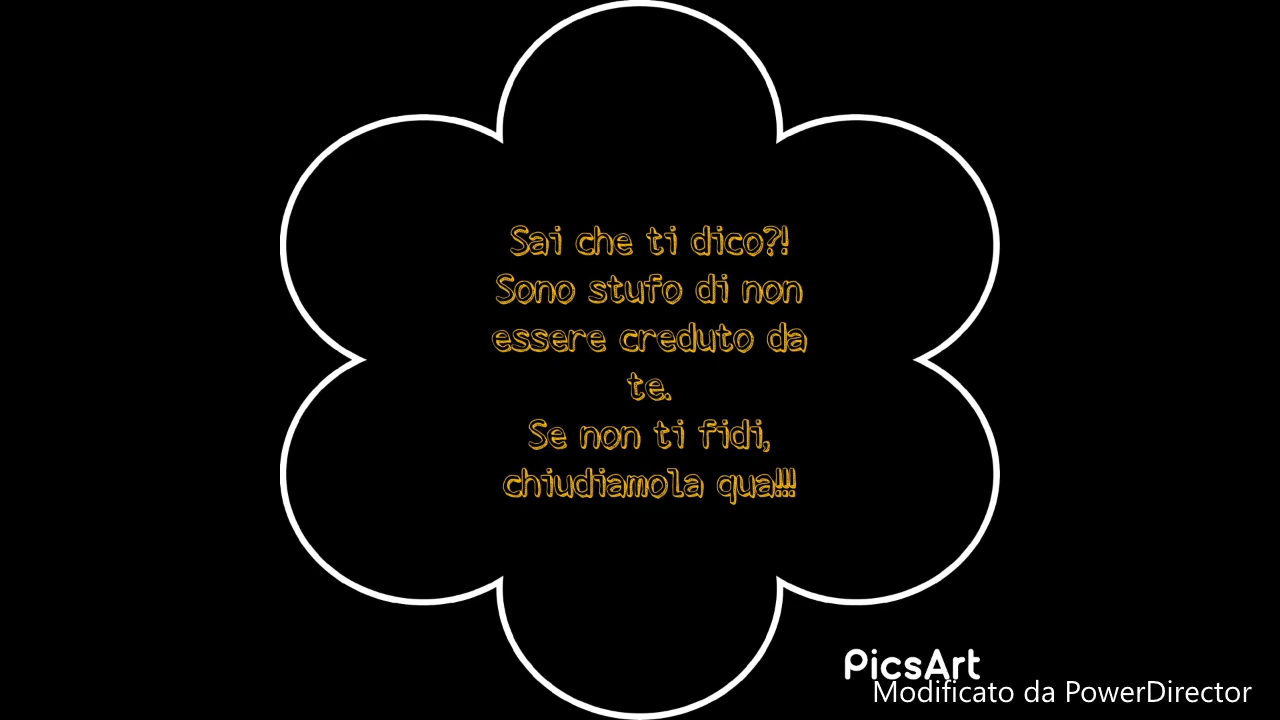 Sai che ti dico?!
Sono stufo di non
essere creduto da
te.
Se non ti fidi,
chiudiamola qua!!!
PicsArt
Modificato da PowerDirector